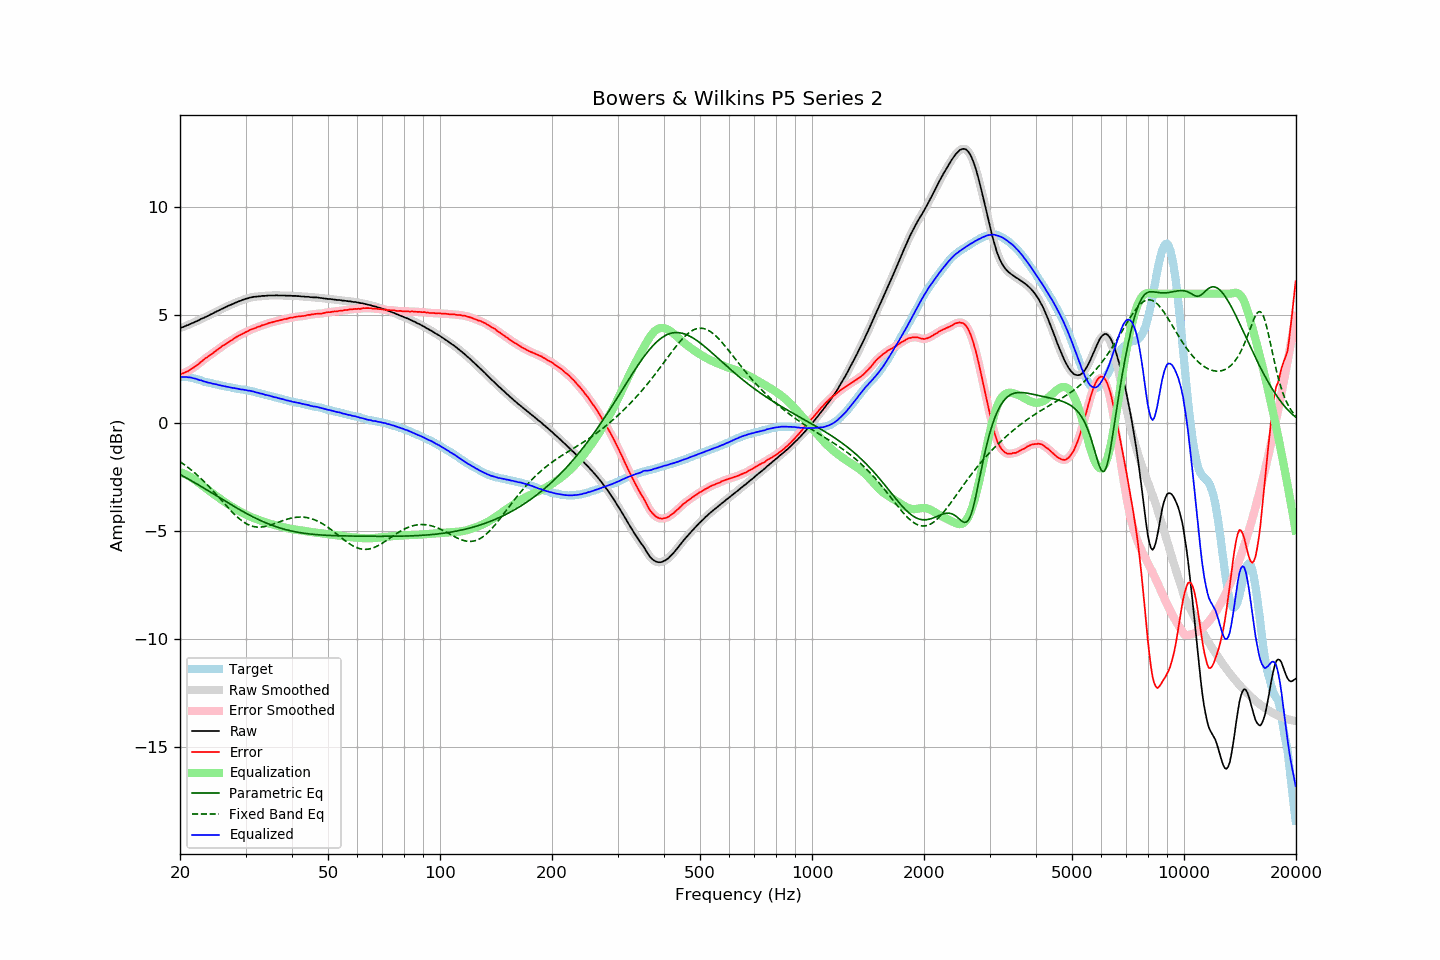 Bowers & Wilkins P5 Series 2
Amplitude (dBr)
10
5
0
−5
−10
−15
Target
Raw Smoothed
Error Smoothed
Raw
Error
Equalization
Parametric Eq
Fixed Band Eq
Equalized
20 50 100 200 500 1000 2000 5000 10000 20000
Frequency (Hz)